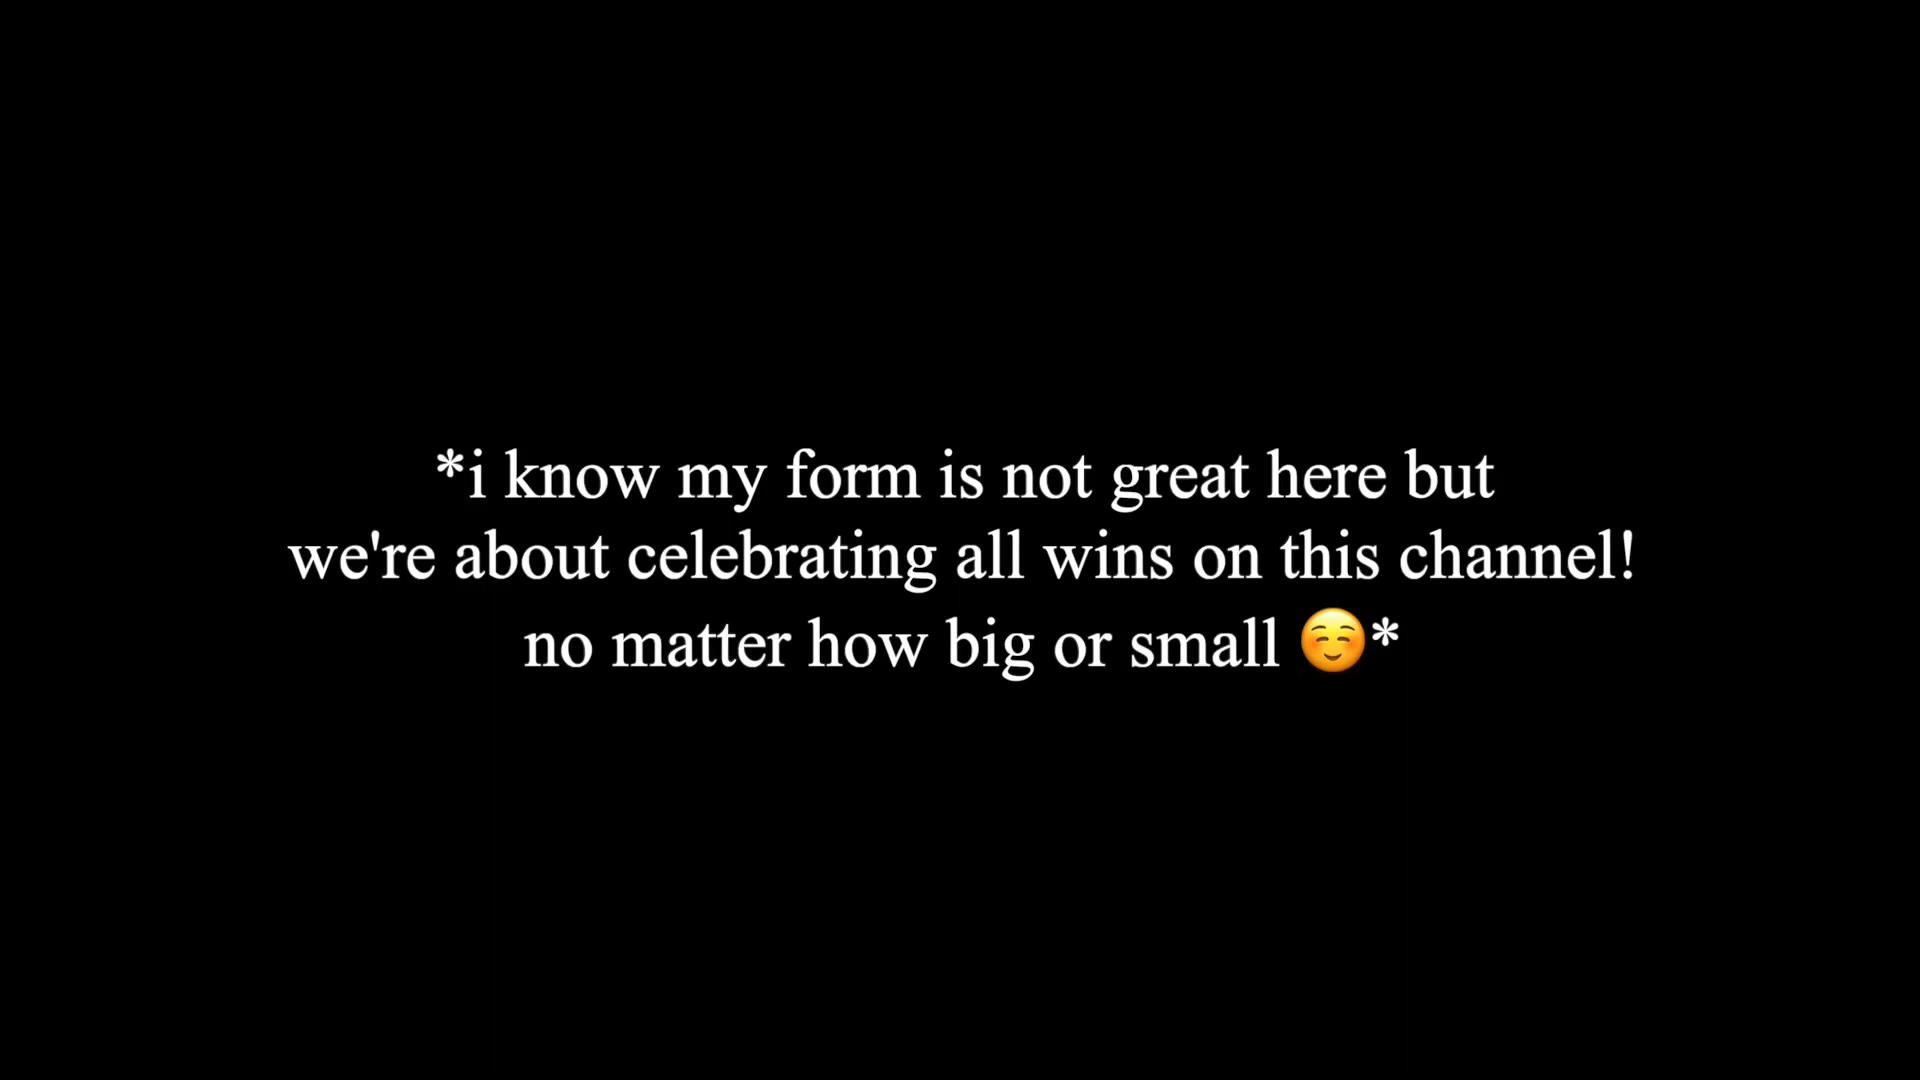 *i know my form is not great here but
we're about celebrating all wins on this channel!
no matter how big or small ☺️*